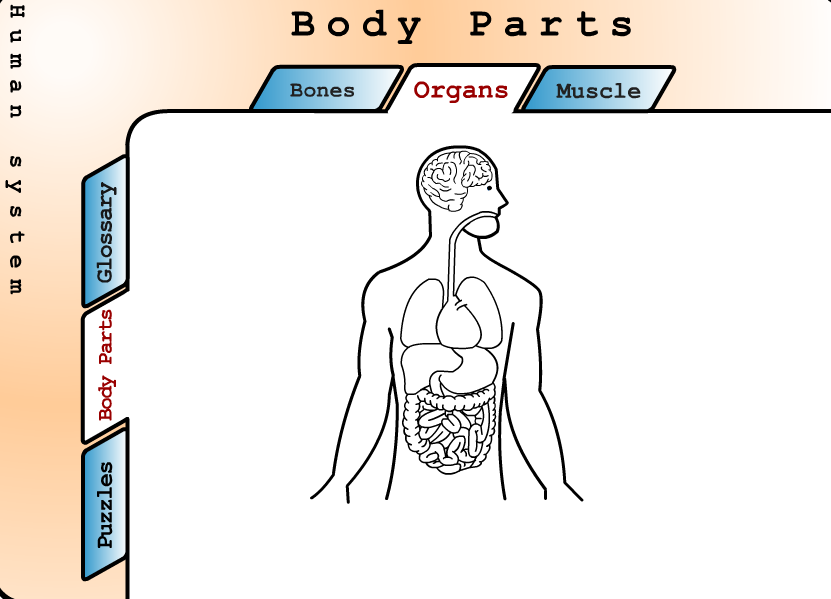 Body Parts
Human system
Bones
Organs
Muscle
Glossary
Body Parts
Puzzles